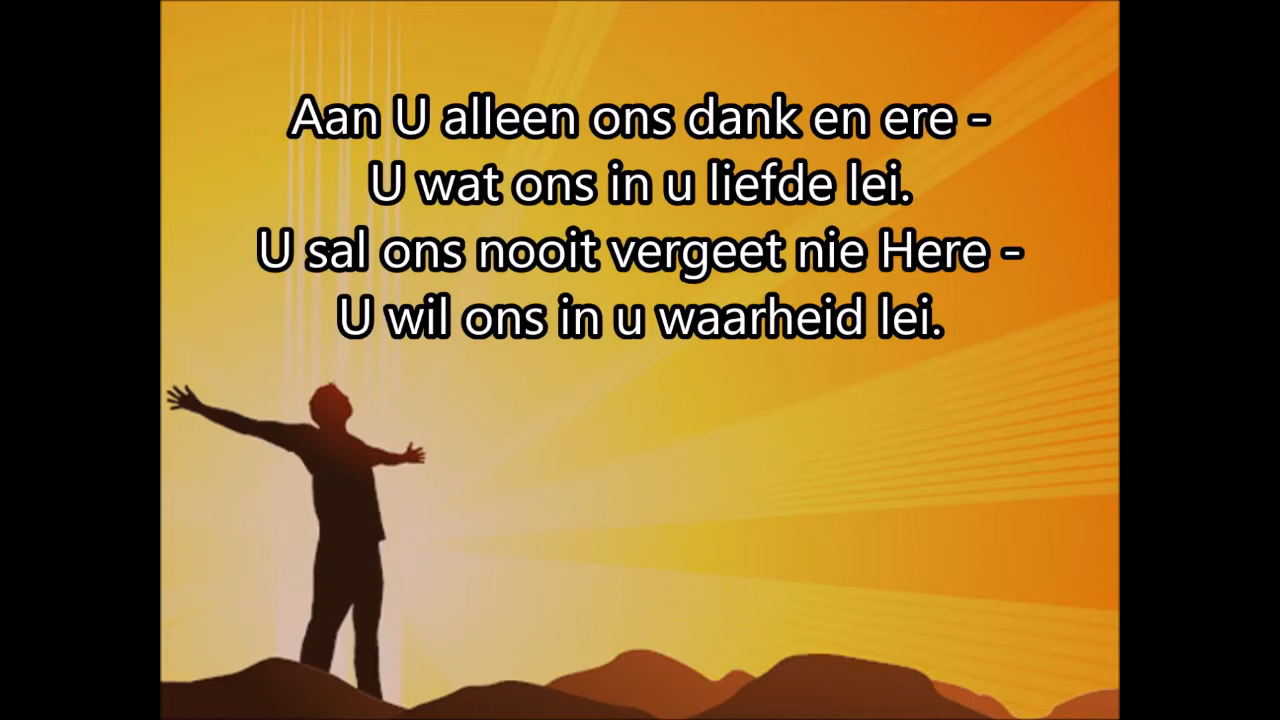 Aan U alleen ons dank en ere -
U wat ons in u liefde lei.
U sal ons nooit vergeet nie Here -
U wil ons in u waarheid lei.